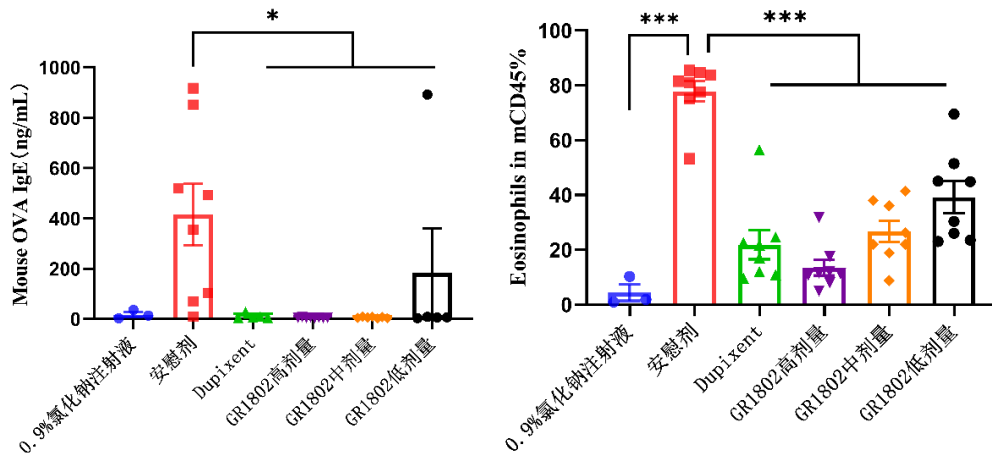 *
Mouse OVA IgE(ng/mL)
1000
800
600
400
200
0
0.9%氯化钠注射液
安慰剂
Dupixent
GR1802高剂量
GR1802中剂量
GR1802低剂量
*** ***
Eosinophils in mCD45%
100
80
60
40
20
0
0.9%氯化钠注射液
安慰剂
Dupixent
GR1802高剂量
GR1802中剂量
GR1802低剂量